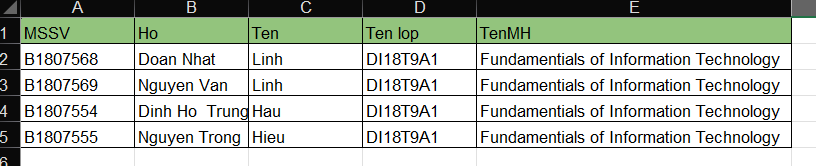 A B C D E
1 MSSV Ho Ten Ten lop TenMH
2 B1807568 Doan Nhat Linh DI18T9A1 Fundamentials of Information Technology
3 B1807569 Nguyen Van Linh DI18T9A1 Fundamentials of Information Technology
4 B1807554 Dinh Ho  Trung Hau DI18T9A1 Fundamentials of Information Technology
5 B1807555 Nguyen Trong Hieu DI18T9A1 Fundamentials of Information Technology
6